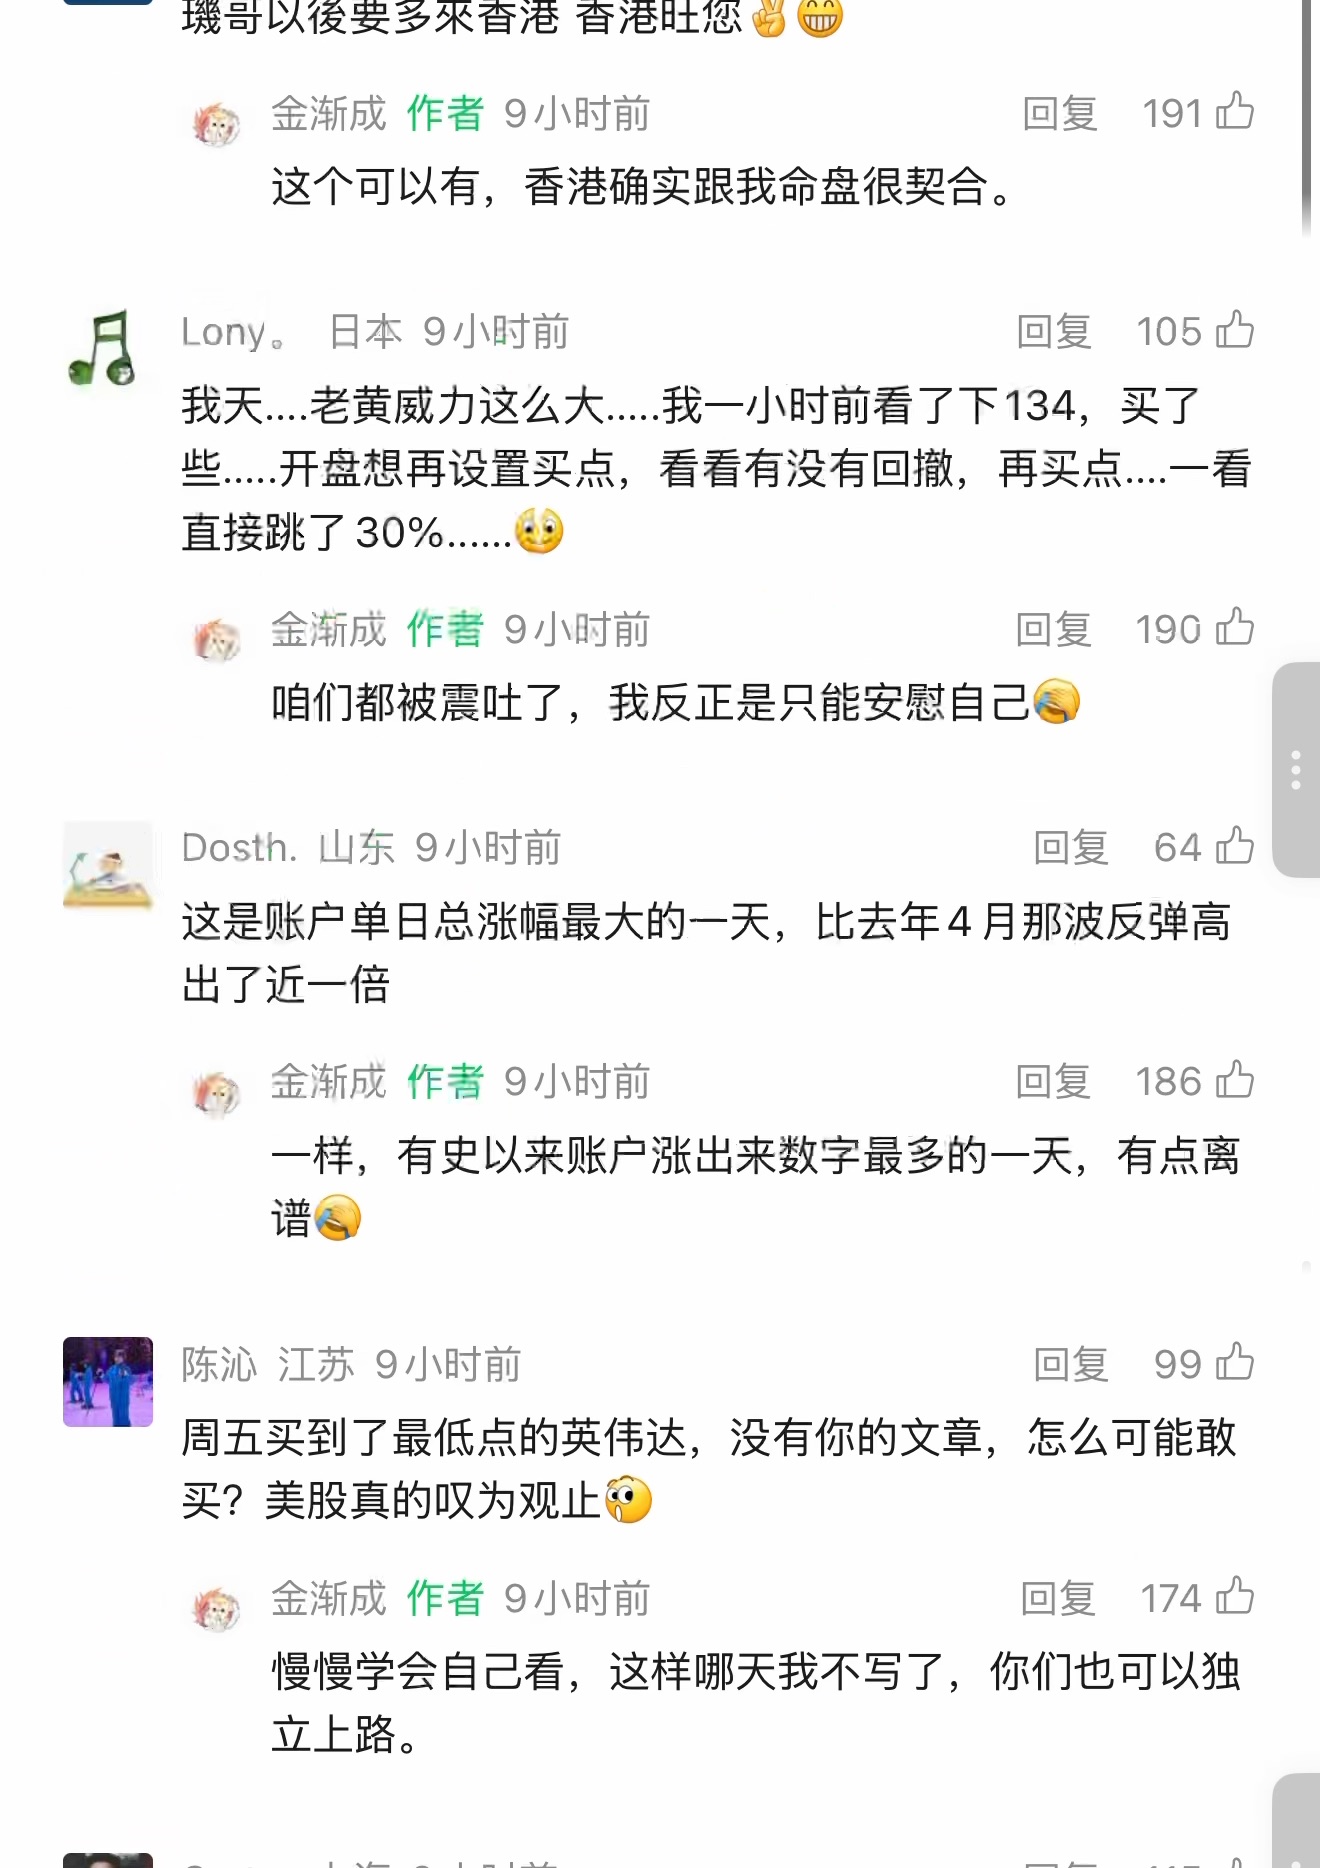 璣哥以後要多來香港 香港旺您✌️😁
金渐成 作者 9小时前 回复 191
这个可以有，香港确实跟我命盘很契合。
Lony。 日本 9小时前 回复 105
我天....老黄威力这么大.....我一小时前看了下134，买了
些.....开盘想再设置买点，看看有没有回撤，再买点....一看
直接跳了30%......
金渐成 作者 9小时前 回复 190
咱们都被震吐了，我反正是只能安慰自己
Dosth. 山东 9小时前 回复 64
这是账户单日总涨幅最大的一天，比去年4月那波反弹高
出了近一倍
金渐成 作者 9小时前 回复 186
一样，有史以来账户涨出来数字最多的一天，有点离
谱
陈沁 江苏 9小时前 回复 99
周五买到了最低点的英伟达，没有你的文章，怎么可能敢
买？美股真的叹为观止
金渐成 作者 9小时前 回复 174
慢慢学会自己看，这样哪天我不写了，你们也可以独
立上路。